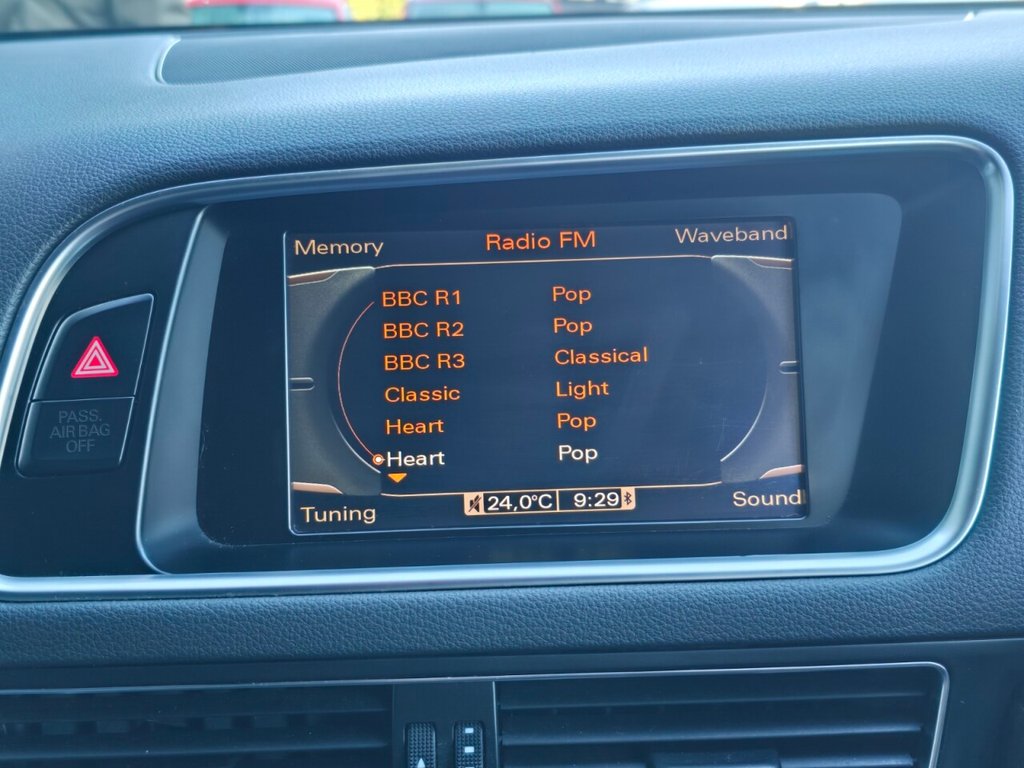 Memory Radio FM Waveband
BBC R1 Pop
BBC R2 Pop
BBC R3 Classical
Classic Light
Heart Pop
Heart Pop
Tuning 24,0°C 9:29 Sound
PASS.
AIR BAG
OFF